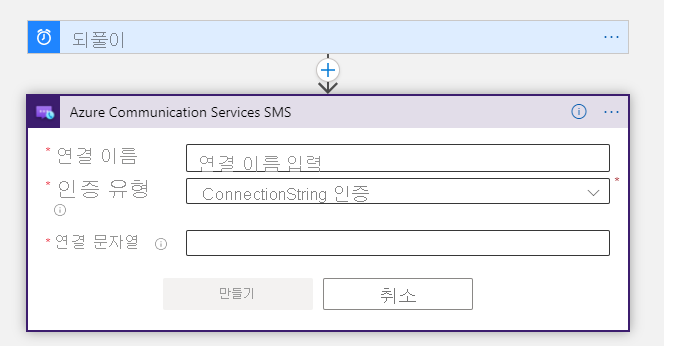 되풀이
Azure Communication Services SMS
* 연결 이름
연결 이름 입력
* 인증 유형
ConnectionString 인증
*
* 연결 문자열
만들기
취소